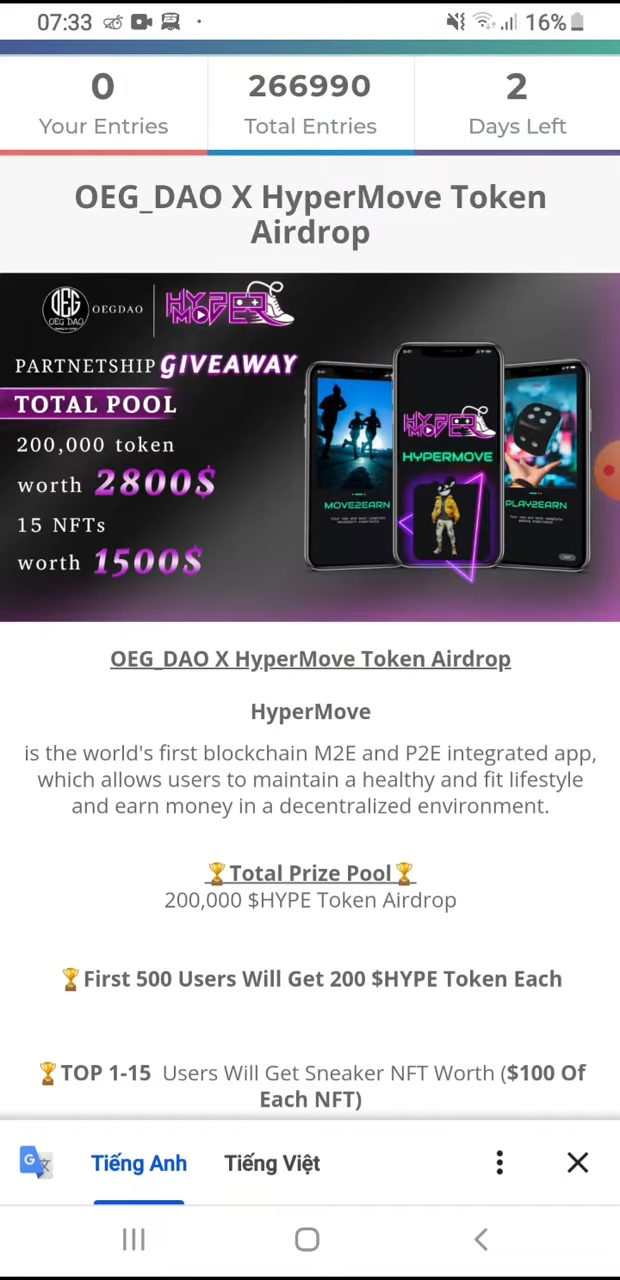 07:33
16%
0
266990
2
Your Entries
Total Entries
Days Left
OEG_DAO X HyperMove Token
Airdrop
OEG
OEG DAO
OEGDAO
HYPER
MOVE
PARTNETSHIP GIVEAWAY
TOTAL POOL
200,000 token
worth 2800$
15 NFTs
worth 1500$
HYPER
MOVE
HYPERMOVE
MOVE2EARN
PLAY2EARN
OEG_DAO X HyperMove Token Airdrop
HyperMove
is the world's first blockchain M2E and P2E integrated app,
which allows users to maintain a healthy and fit lifestyle
and earn money in a decentralized environment.
🏆Total Prize Pool🏆
200,000 $HYPE Token Airdrop
🏆First 500 Users Will Get 200 $HYPE Token Each
🏆TOP 1-15 Users Will Get Sneaker NFT Worth ($100 Of
Each NFT)
Tiếng Anh
Tiếng Việt